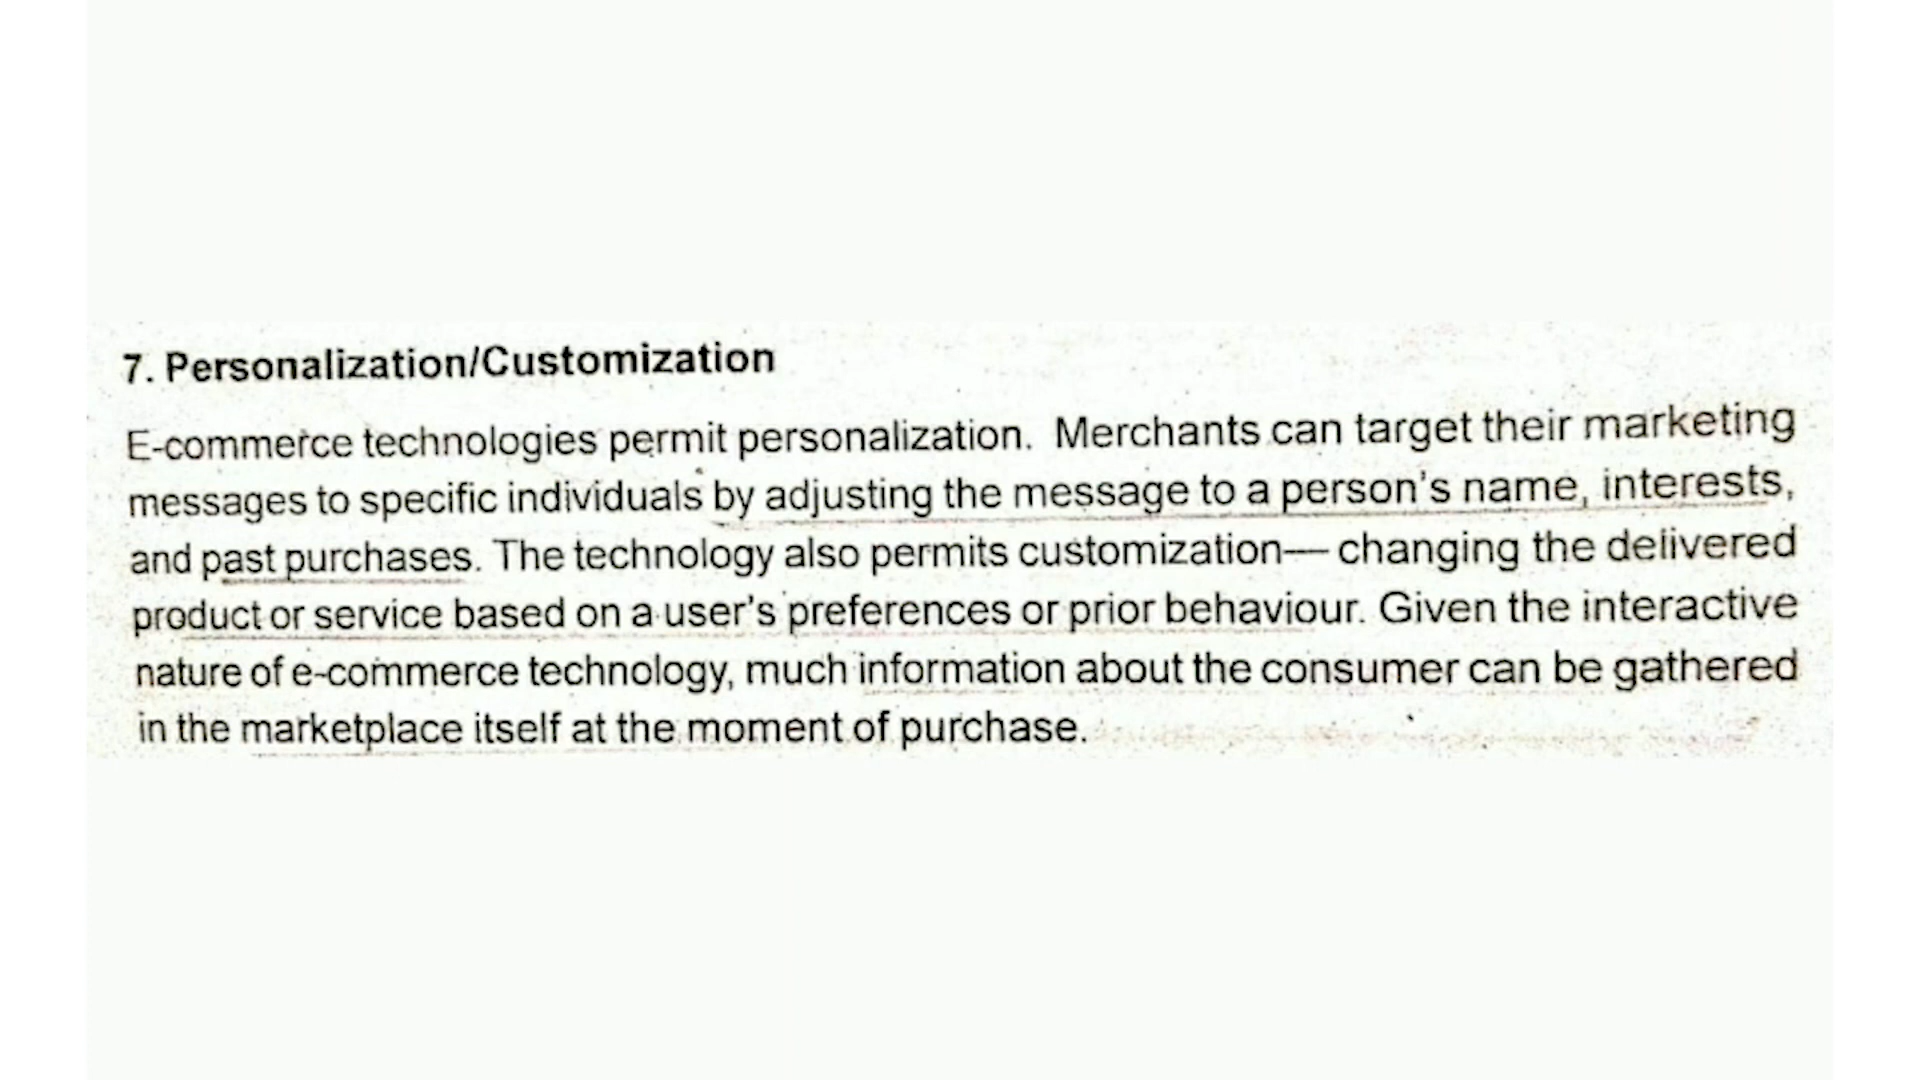 7. Personalization/Customization
E-commerce technologies permit personalization. Merchants can target their marketing
messages to specific individuals by adjusting the message to a person's name, interests,
and past purchases. The technology also permits customization— changing the delivered
product or service based on a user's preferences or prior behaviour. Given the interactive
nature of e-commerce technology, much information about the consumer can be gathered
in the marketplace itself at the moment of purchase.